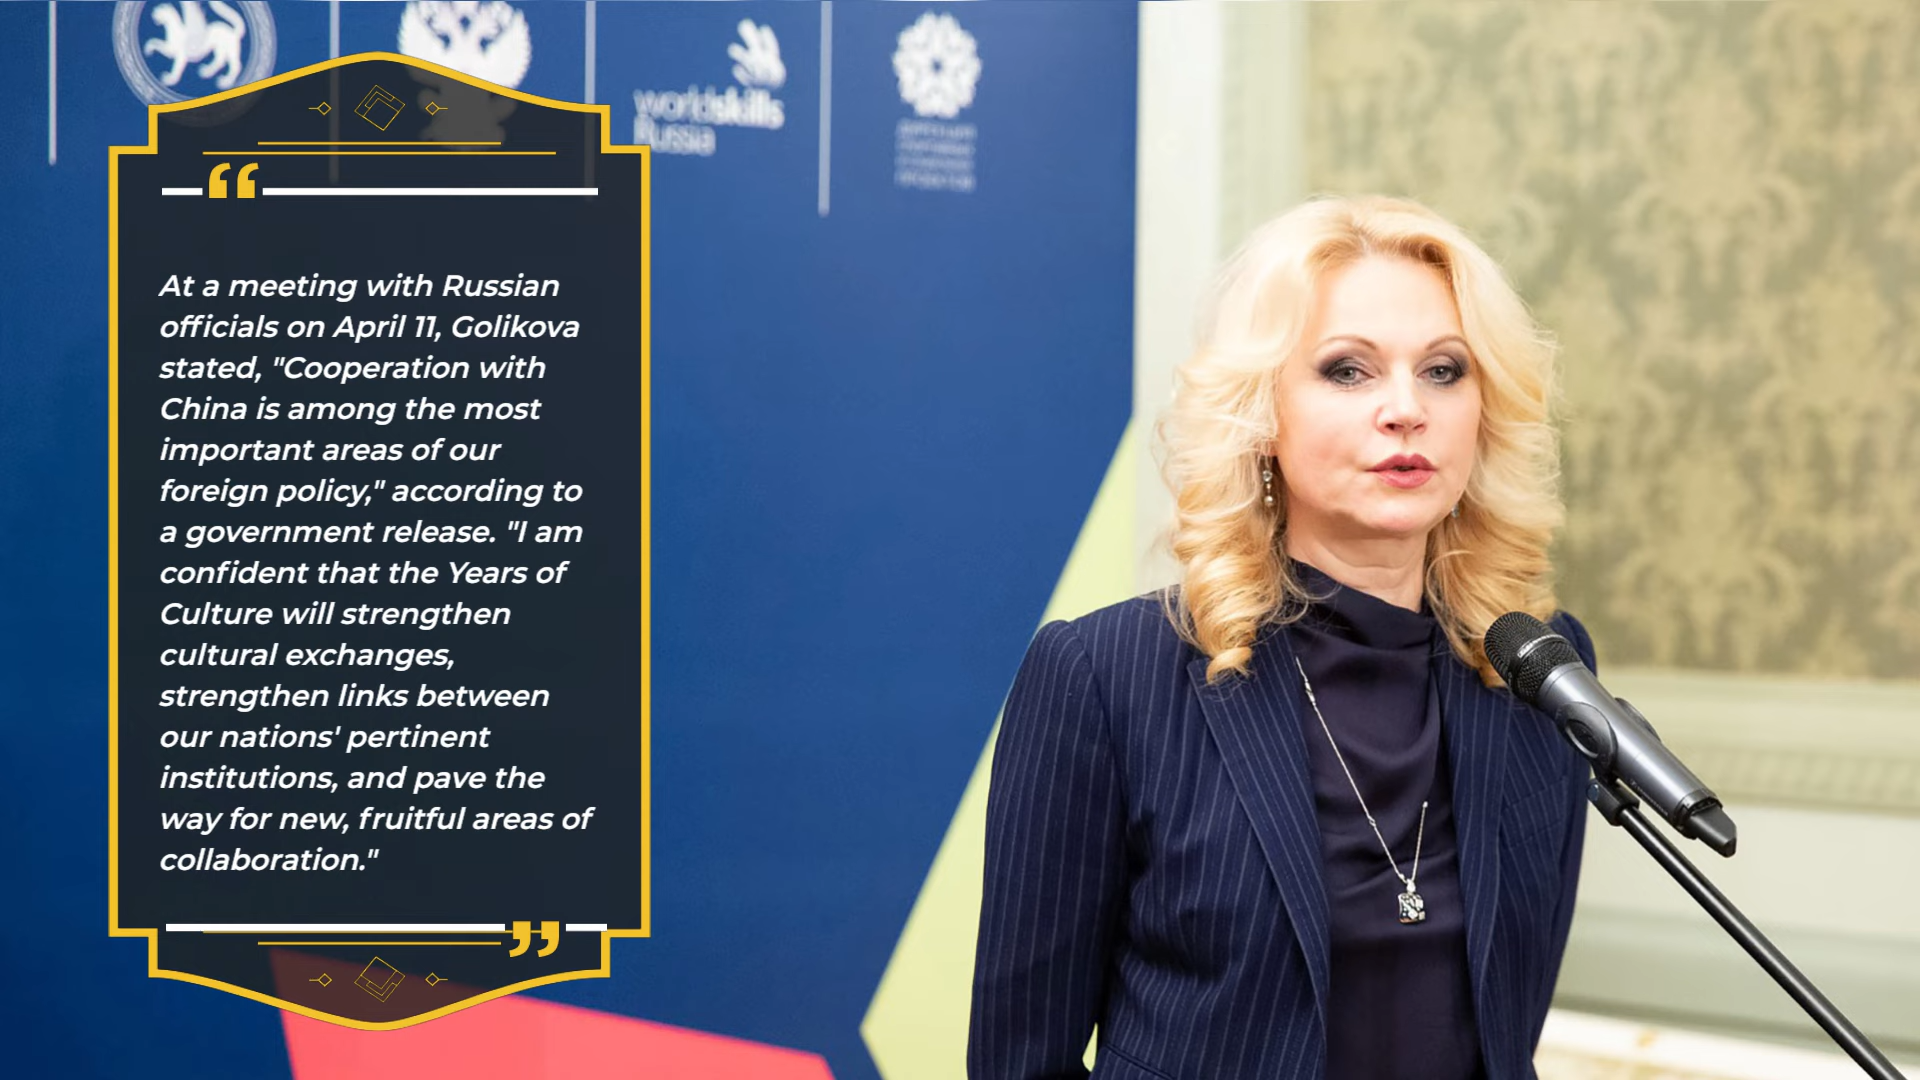 worldskills
Russia
“
At a meeting with Russian
officials on April 11, Golikova
stated, "Cooperation with
China is among the most
important areas of our
foreign policy," according to
a government release. "I am
confident that the Years of
Culture will strengthen
cultural exchanges,
strengthen links between
our nations' pertinent
institutions, and pave the
way for new, fruitful areas of
collaboration."
”